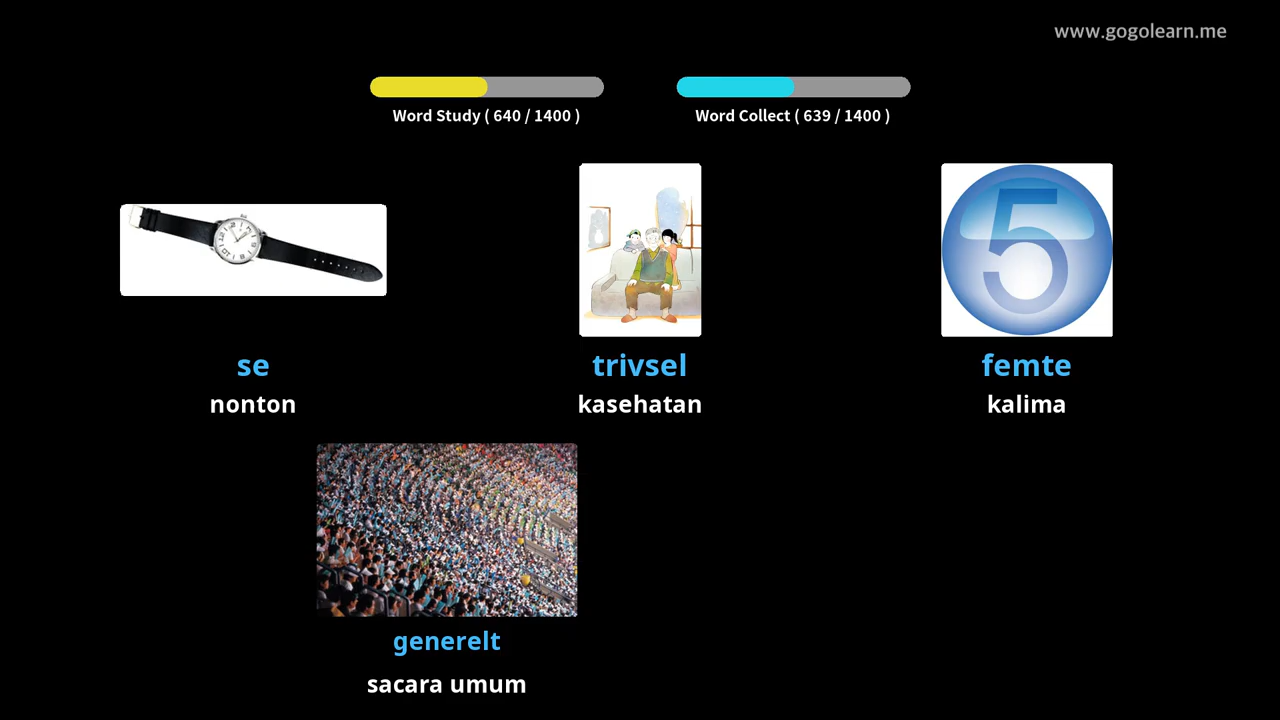 www.gogolearn.me
Word Study ( 640 / 1400 )
Word Collect ( 639 / 1400 )
5
se
nonton
trivsel
kasehatan
femte
kalima
generelt
sacara umum